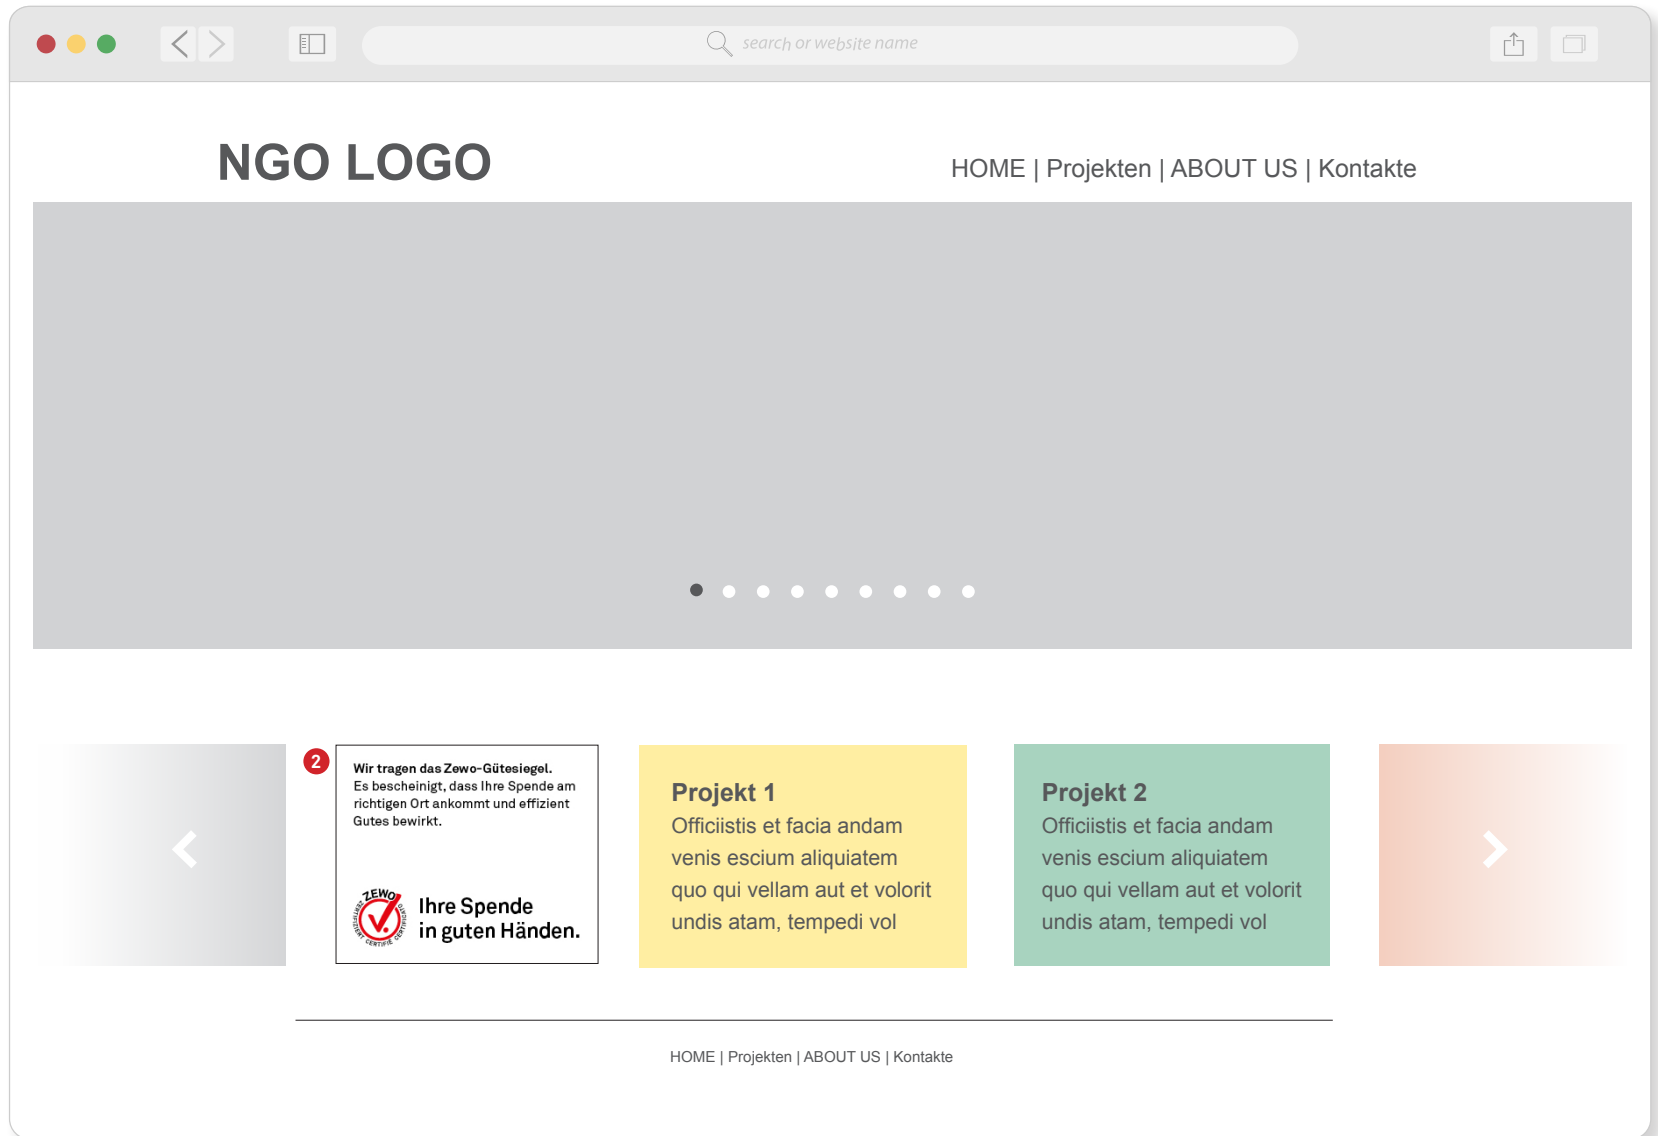 search or website name
NGO LOGO
HOME | Projekten | ABOUT US | Kontakte
2
Wir tragen das Zewo-Gütesiegel.
Es bescheinigt, dass Ihre Spende am
richtigen Ort ankommt und effizient
Gutes bewirkt.
ZEWO
ZERTIFIZIERT CERTIFIÉ CERTIFICATO
Ihre Spende
in guten Händen.
Projekt 1
Officiistis et facia andam
venis escium aliquiatem
quo qui vellam aut et volorit
undis atam, tempedi vol
Projekt 2
Officiistis et facia andam
venis escium aliquiatem
quo qui vellam aut et volorit
undis atam, tempedi vol
HOME | Projekten | ABOUT US | Kontakte